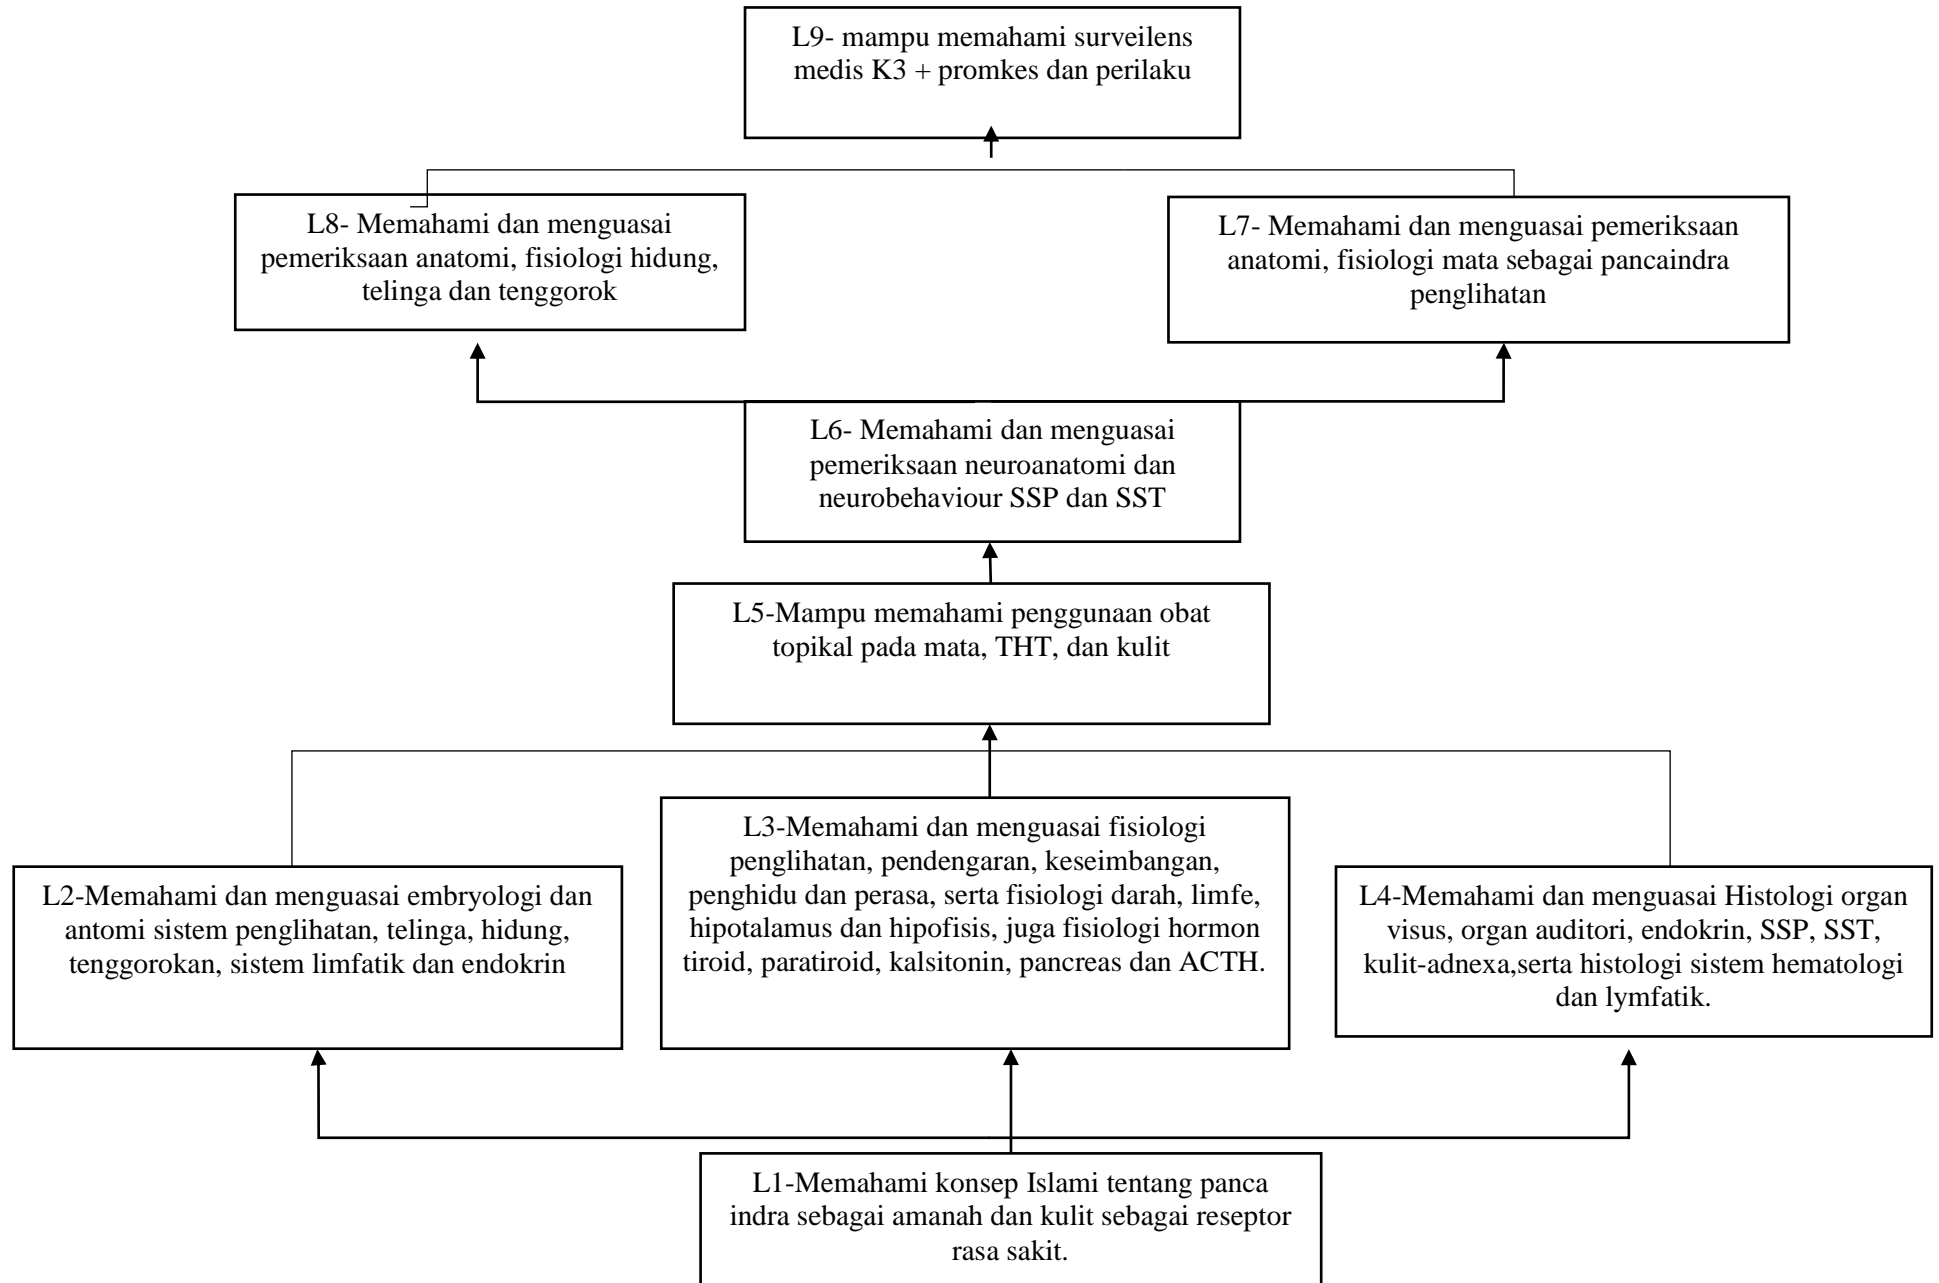 L9- mampu memahami surveilens
medis K3 + promkes dan perilaku
L8- Memahami dan menguasai
pemeriksaan anatomi, fisiologi hidung,
telinga dan tenggorok
L7- Memahami dan menguasai pemeriksaan
anatomi, fisiologi mata sebagai pancaindra
penglihatan
L6- Memahami dan menguasai
pemeriksaan neuroanatomi dan
neurobehaviour SSP dan SST
L5-Mampu memahami penggunaan obat
topikal pada mata, THT, dan kulit
L2-Memahami dan menguasai embryologi dan
antomi sistem penglihatan, telinga, hidung,
tenggorokan, sistem limfatik dan endokrin
L3-Memahami dan menguasai fisiologi
penglihatan, pendengaran, keseimbangan,
penghidu dan perasa, serta fisiologi darah, limfe,
hipotalamus dan hipofisis, juga fisiologi hormon
tiroid, paratiroid, kalsitonin, pancreas dan ACTH.
L4-Memahami dan menguasai Histologi organ
visus, organ auditori, endokrin, SSP, SST,
kulit-adnexa,serta histologi sistem hematologi
dan lymfatik.
L1-Memahami konsep Islami tentang panca
indra sebagai amanah dan kulit sebagai reseptor
rasa sakit.